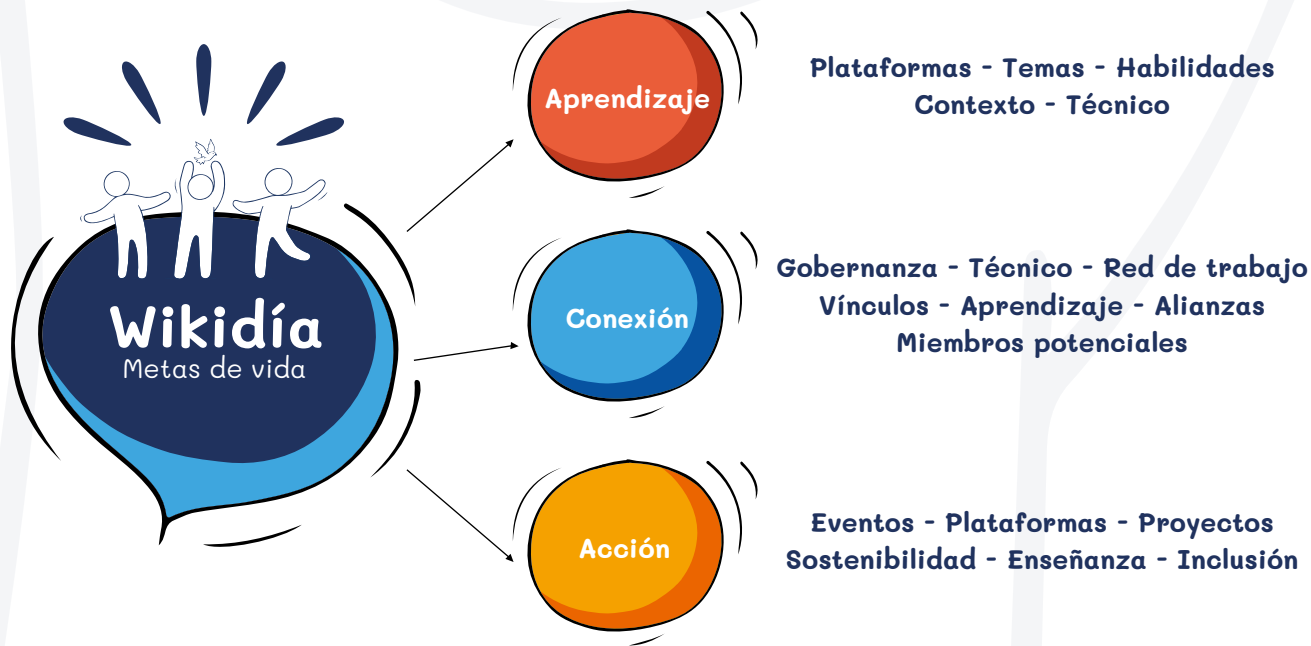 Wikidía
Metas de vida
Aprendizaje
Plataformas - Temas - Habilidades
Contexto - Técnico
Conexión
Gobernanza - Técnico - Red de trabajo
Vínculos - Aprendizaje - Alianzas
Miembros potenciales
Acción
Eventos - Plataformas - Proyectos
Sostenibilidad - Enseñanza - Inclusión